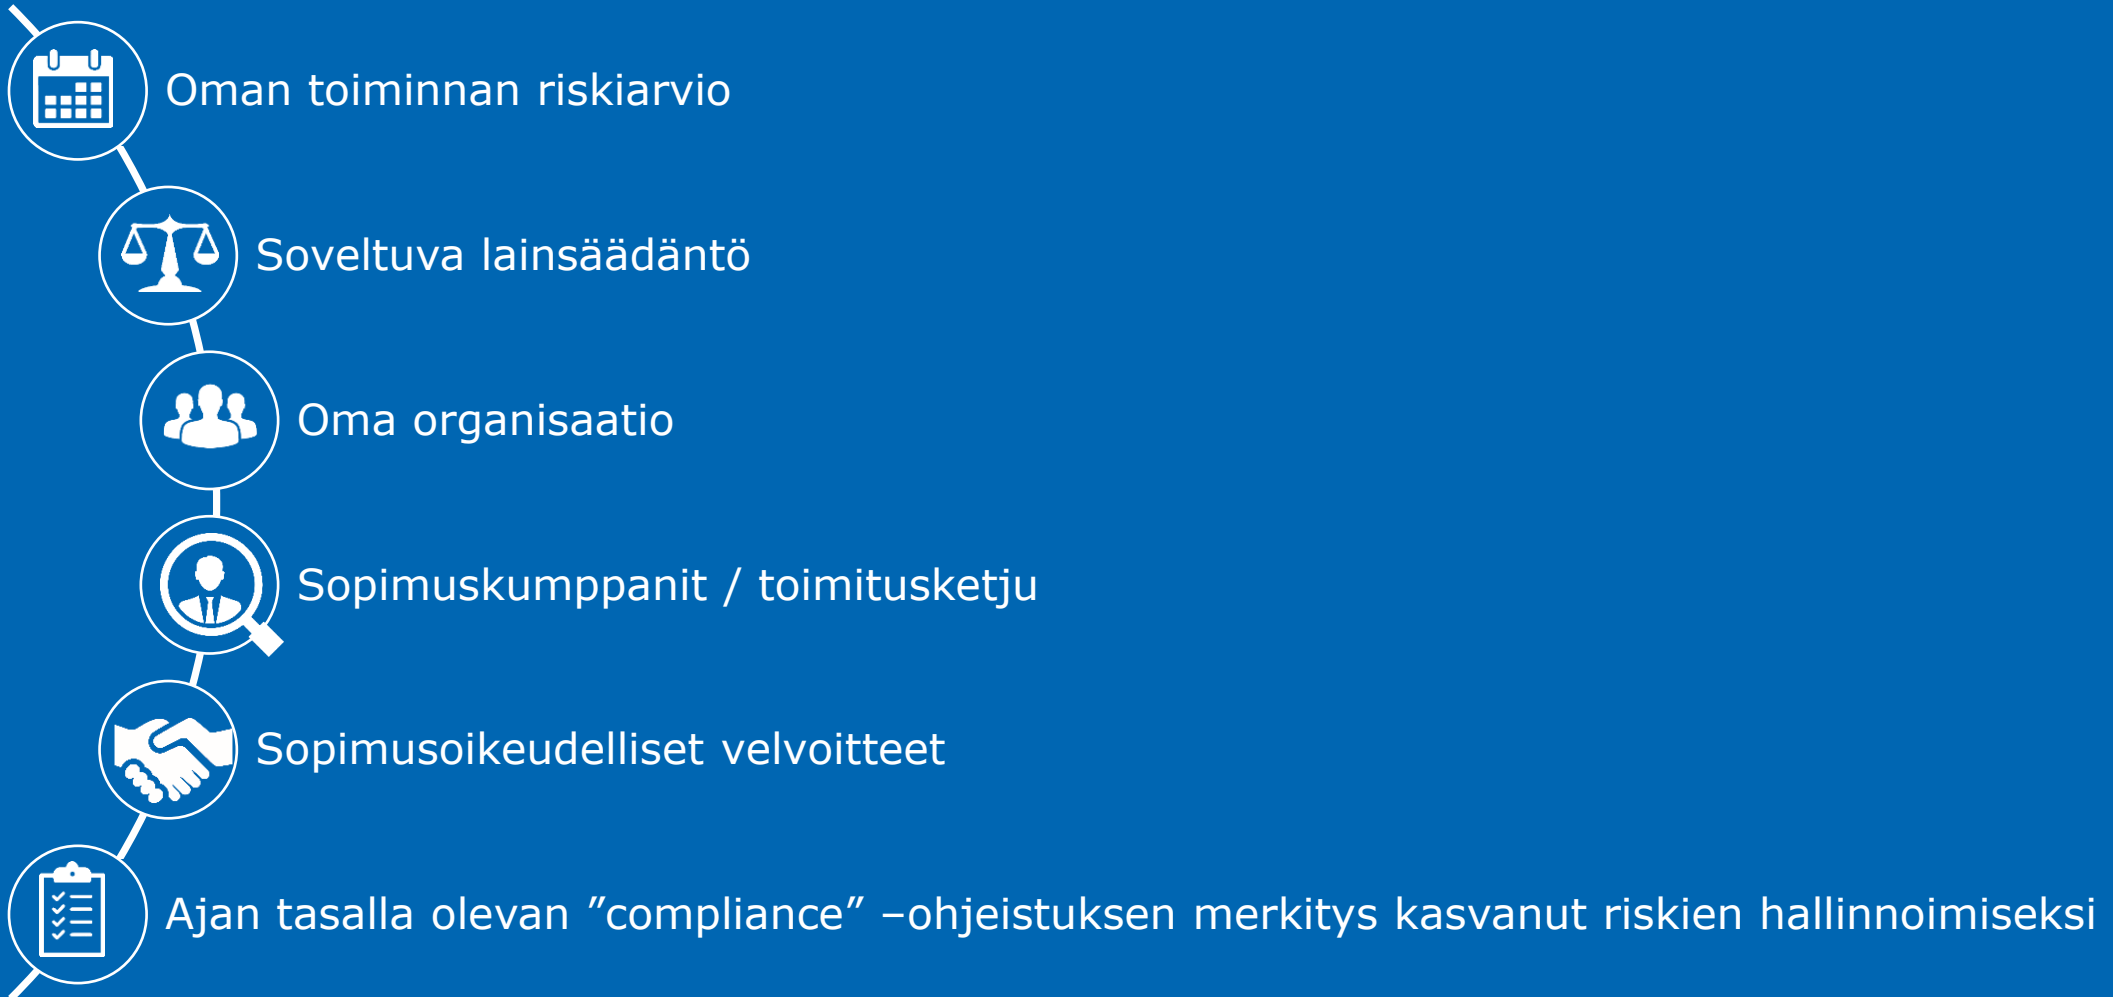 Oman toiminnan riskiarvio
Soveltuva lainsäädäntö
Oma organisaatio
Sopimuskumppanit / toimitusketju
Sopimusoikeudelliset velvoitteet
Ajan tasalla olevan ”compliance” –ohjeistuksen merkitys kasvanut riskien hallinnoimiseksi